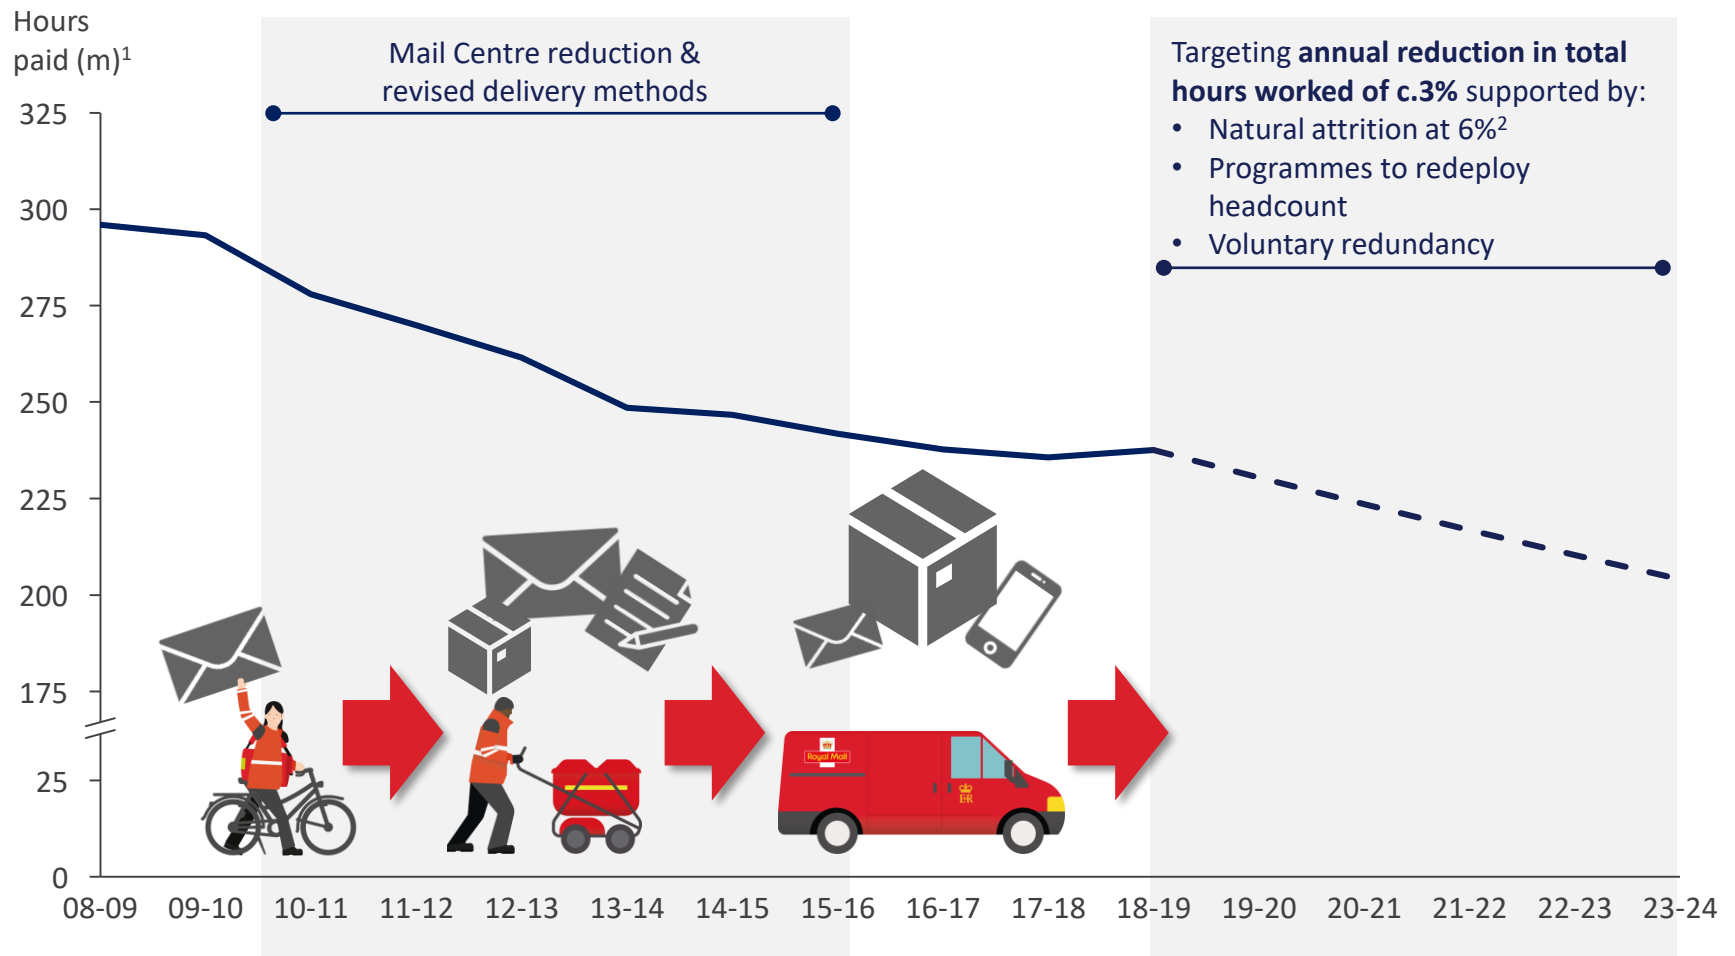 Hours
paid (m)1
Mail Centre reduction &
revised delivery methods
Targeting annual reduction in total
hours worked of c.3% supported by:
• Natural attrition at 6%2
• Programmes to redeploy
headcount
• Voluntary redundancy
325
300
275
250
225
200
175
25
0
Royal Mail
E R
08-09 09-10 10-11 11-12 12-13 13-14 14-15 15-16 16-17 17-18 18-19 19-20 20-21 21-22 22-23 23-24